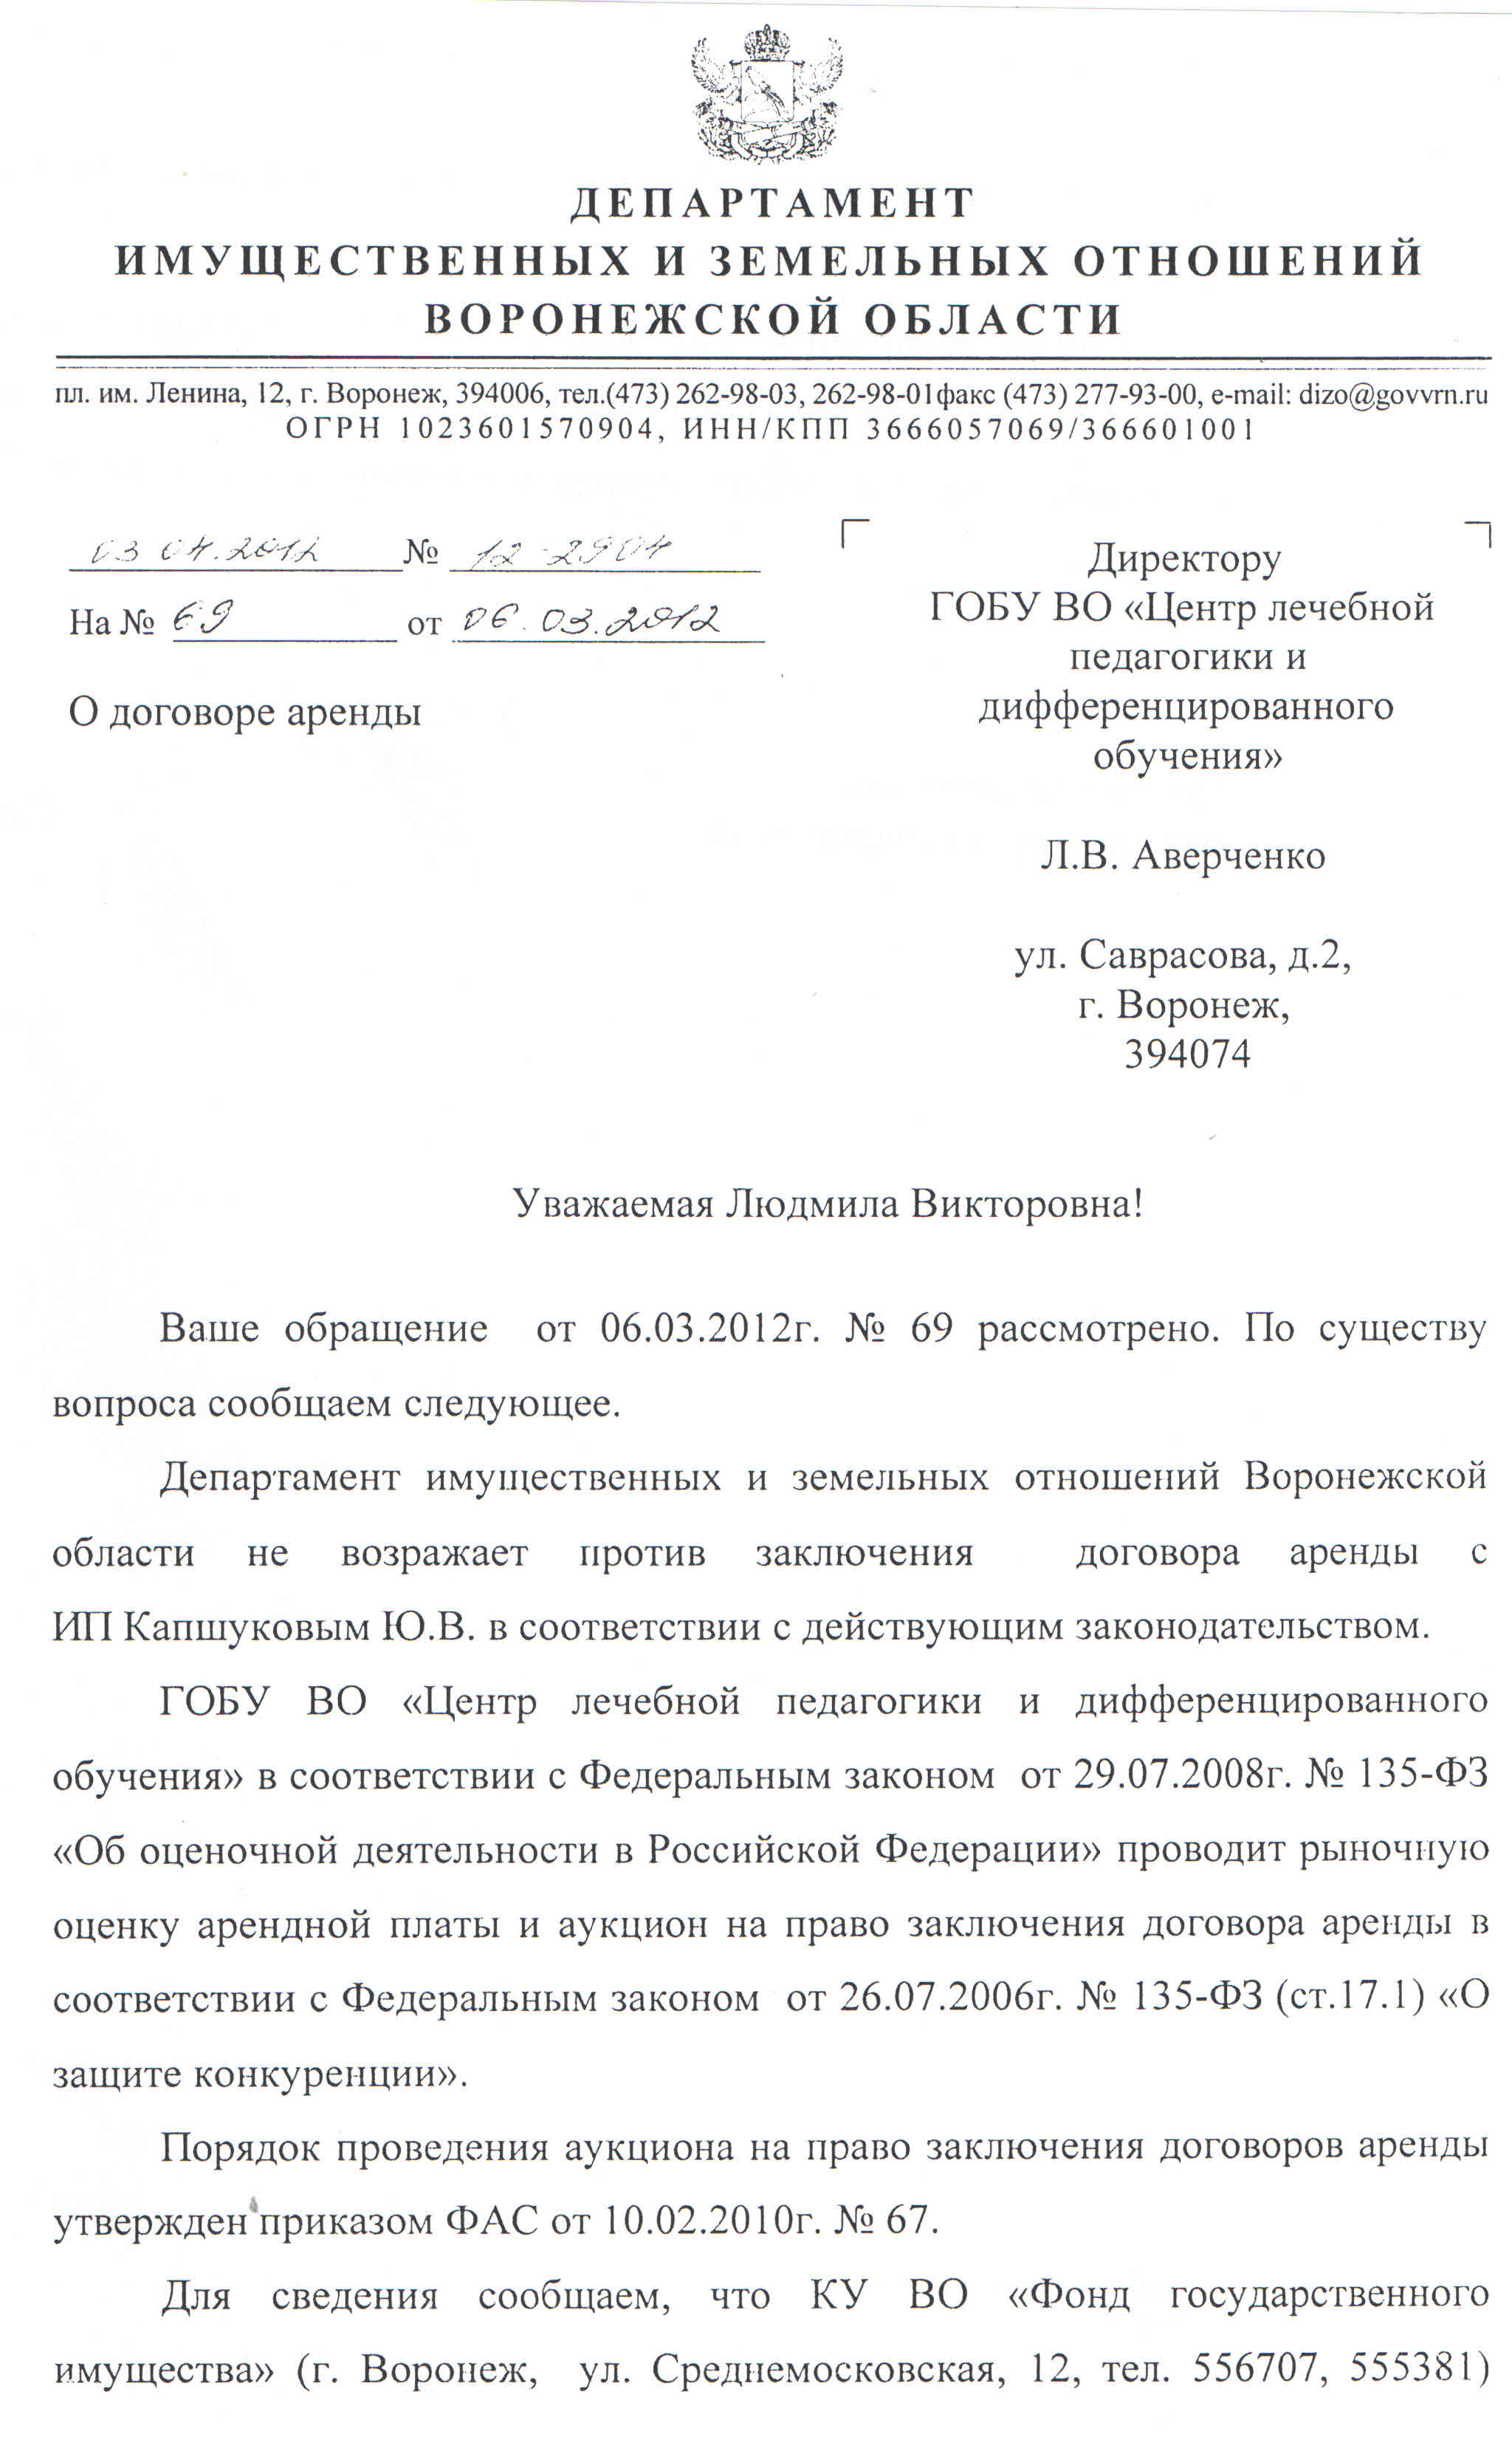 ДЕПАРТАМЕНТ
ИМУЩЕСТВЕННЫХ И ЗЕМЕЛЬНЫХ ОТНОШЕНИЙ
ВОРОНЕЖСКОЙ ОБЛАСТИ
пл. им. Ленина, 12, г. Воронеж, 394006, тел.(473) 262-98-03, 262-98-01факс (473) 277-93-00, e-mail: dizo@govvrn.ru
ОГРН 1023601570904, ИНН/КПП 3666057069/366601001
03 04.2012 № 12-2904
На № 69 от 06.03.2012
О договоре аренды
Директору
ГОБУ ВО «Центр лечебной
педагогики и
дифференцированного
обучения»
Л.В. Аверченко
ул. Саврасова, д.2,
г. Воронеж,
394074
Уважаемая Людмила Викторовна!
Ваше обращение от 06.03.2012г. № 69 рассмотрено. По существу
вопроса сообщаем следующее.
Департамент имущественных и земельных отношений Воронежской
области не возражает против заключения договора аренды с
ИП Капшуковым Ю.В. в соответствии с действующим законодательством.
ГОБУ ВО «Центр лечебной педагогики и дифференцированного
обучения» в соответствии с Федеральным законом от 29.07.2008г. № 135-ФЗ
«Об оценочной деятельности в Российской Федерации» проводит рыночную
оценку арендной платы и аукцион на право заключения договора аренды в
соответствии с Федеральным законом от 26.07.2006г. № 135-ФЗ (ст.17.1) «О
защите конкуренции».
Порядок проведения аукциона на право заключения договоров аренды
утвержден приказом ФАС от 10.02.2010г. № 67.
Для сведения сообщаем, что КУ ВО «Фонд государственного
имущества» (г. Воронеж, ул. Среднемосковская, 12, тел. 556707, 555381)